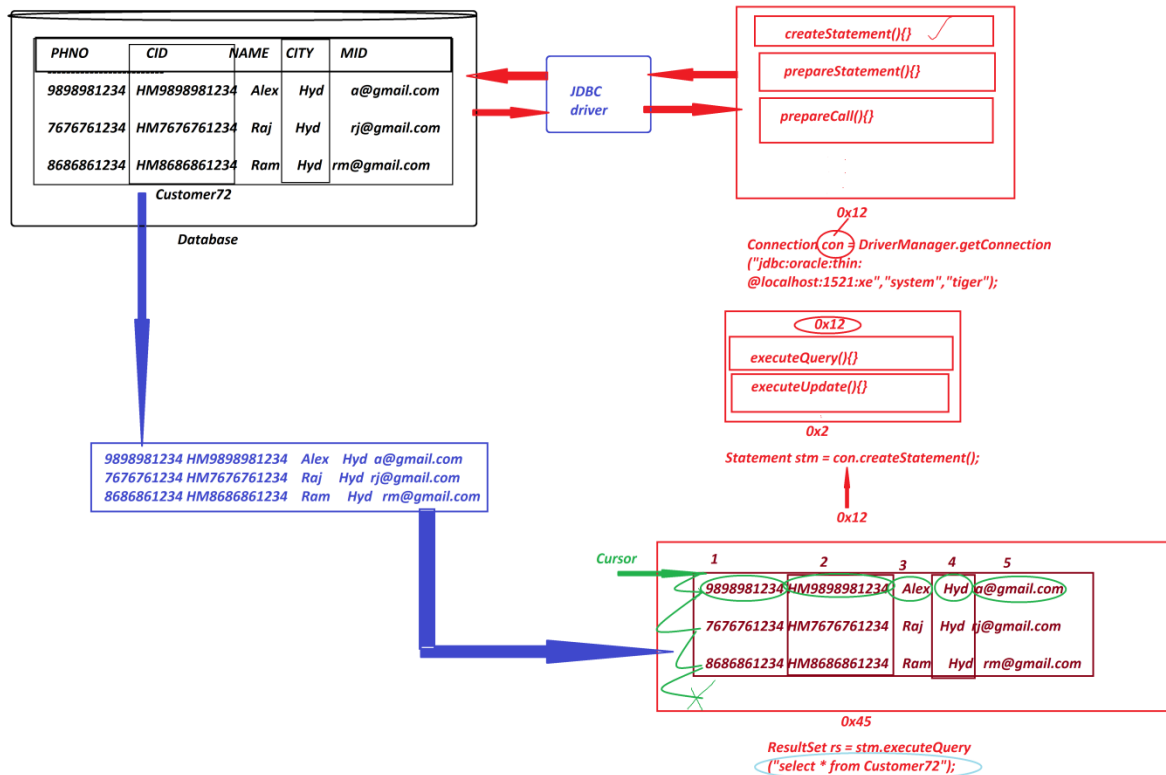 PHNO CID NAME CITY MID
9898981234 HM9898981234 Alex Hyd a@gmail.com
7676761234 HM7676761234 Raj Hyd rj@gmail.com
8686861234 HM8686861234 Ram Hyd rm@gmail.com
Customer72
Database
JDBC
driver
createStatement(){}
prepareStatement(){}
prepareCall(){}
0x12
Connection con = DriverManager.getConnection
("jdbc:oracle:thin:
@localhost:1521:xe","system","tiger");
0x12
executeQuery(){}
executeUpdate(){}
0x2
Statement stm = con.createStatement();
0x12
9898981234 HM9898981234 Alex Hyd a@gmail.com
7676761234 HM7676761234 Raj Hyd rj@gmail.com
8686861234 HM8686861234 Ram Hyd rm@gmail.com
Cursor
1 2 3 4 5
9898981234 HM9898981234 Alex Hyd a@gmail.com
7676761234 HM7676761234 Raj Hyd rj@gmail.com
8686861234 HM8686861234 Ram Hyd rm@gmail.com
0x45
ResultSet rs = stm.executeQuery
("select * from Customer72");